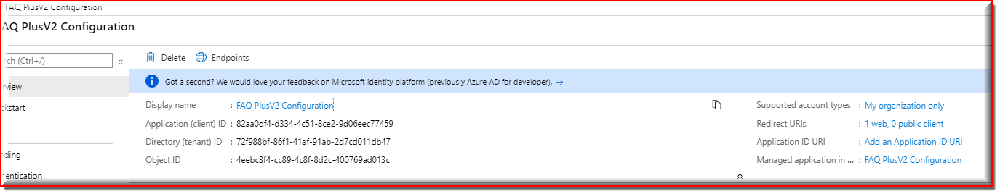 FAQ PlusV2 Configuration
AQ PlusV2 Configuration
rch (Ctrl+/)
«
Delete
Endpoints
rview
Got a second? We would love your feedback on Microsoft identity platform (previously Azure AD for developer). →
ckstart
Display name : FAQ PlusV2 Configuration
Supported account types : My organization only
Application (client) ID : 82aa0df4-d334-4c51-8ce2-9d06eec77459
Redirect URIs : 1 web, 0 public client
Directory (tenant) ID : 72f988bf-86f1-41af-91ab-2d7cd011db47
Application ID URI : Add an Application ID URI
nding
Object ID : 4eebc3f4-cc89-4c8f-8d2c-400769ad013c
Managed application in ... : FAQ PlusV2 Configuration
hentication